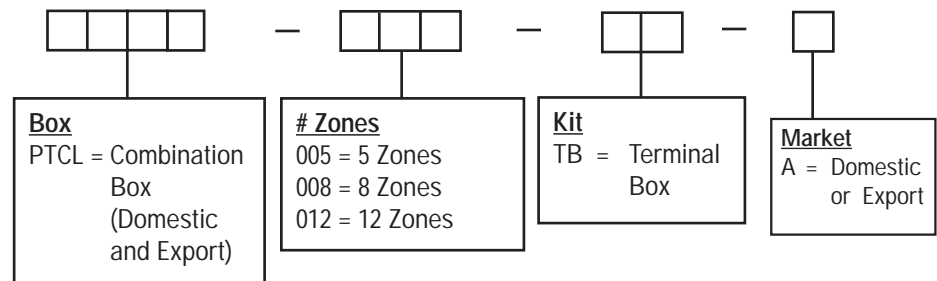 — — —
Box
PTCL = Combination
Box
(Domestic
and Export)
# Zones
005 = 5 Zones
008 = 8 Zones
012 = 12 Zones
Kit
TB = Terminal
Box
Market
A = Domestic
or Export